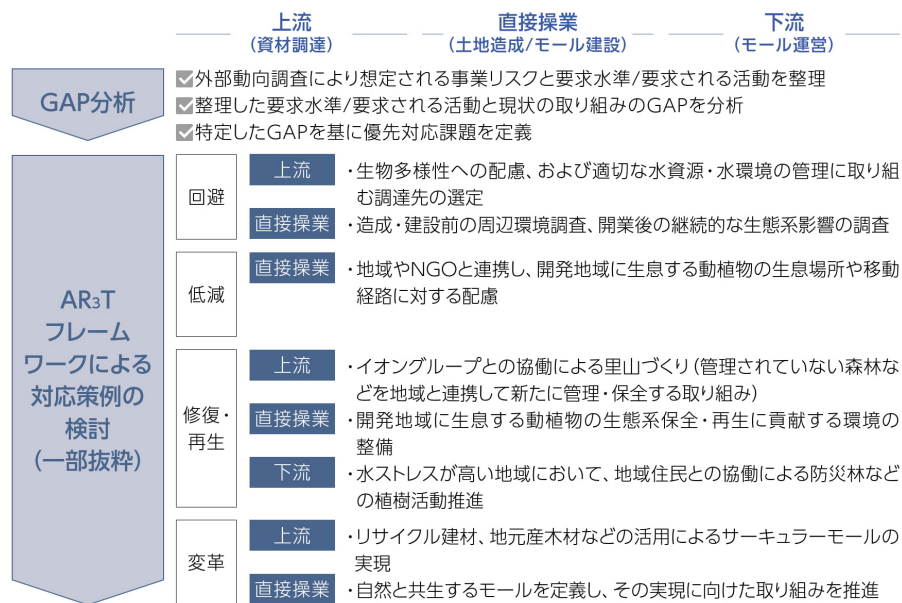 上流
(資材調達)
直接操業
(土地造成/モール建設)
下流
(モール運営)
GAP分析
外部動向調査により想定される事業リスクと要求水準/要求される活動を整理
整理した要求水準/要求される活動と現状の取り組みのGAPを分析
特定したGAPを基に優先対応課題を定義
AR3T
フレーム
ワークによる
対応策例の
検討
(一部抜粋)
回避
上流
・生物多様性への配慮、および適切な水資源・水環境の管理に取り組
む調達先の選定
直接操業
・造成・建設前の周辺環境調査、開業後の継続的な生態系影響の調査
低減
直接操業
・地域やNGOと連携し、開発地域に生息する動植物の生息場所や移動
経路に対する配慮
修復・
再生
上流
・イオングループとの協働による里山づくり(管理されていない森林な
どを地域と連携して新たに管理・保全する取り組み)
直接操業
・開発地域に生息する動植物の生態系保全・再生に貢献する環境の
整備
下流
・水ストレスが高い地域において、地域住民との協働による防災林など
の植樹活動推進
変革
上流
・リサイクル建材、地元産木材などの活用によるサーキュラーモールの
実現
直接操業
・自然と共生するモールを定義し、その実現に向けた取り組みを推進